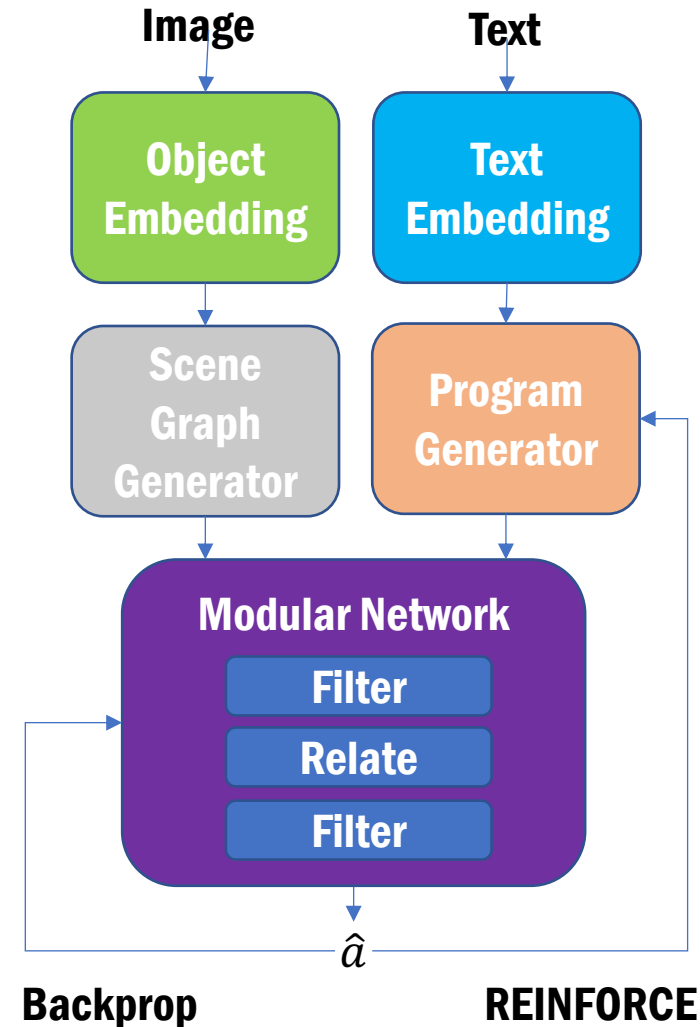 Image
Text
Object
Embedding
Text
Embedding
Scene
Graph
Generator
Program
Generator
Modular Network
Filter
Relate
Filter
â
Backprop
REINFORCE